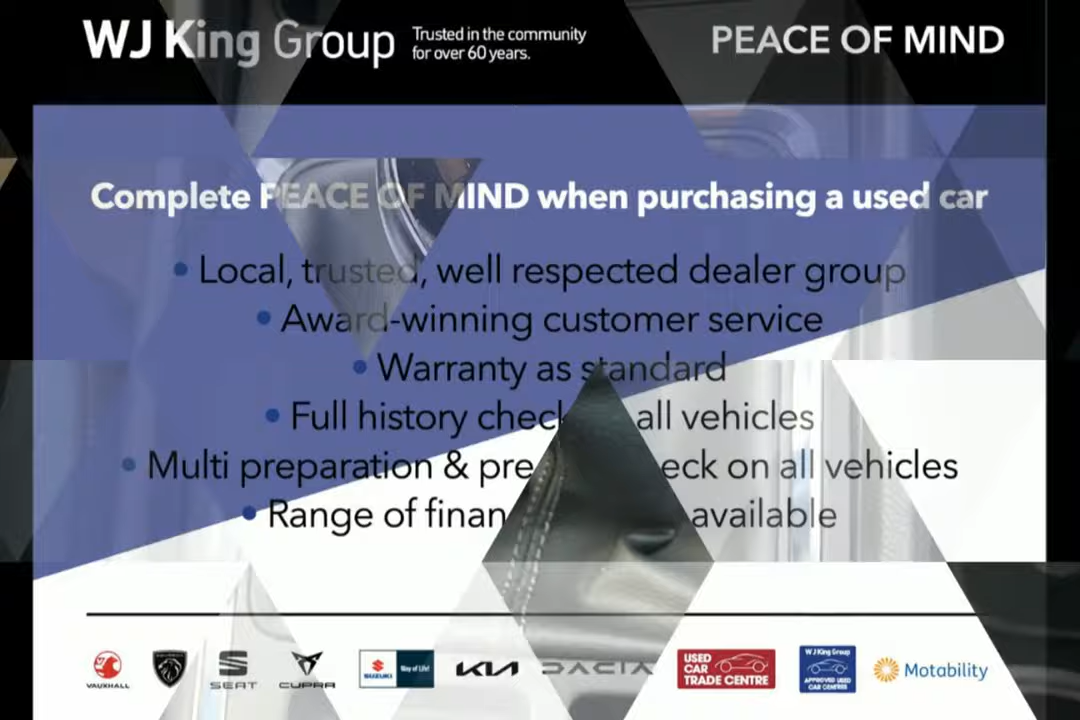 WJ King Group
Trusted in the community
for over 60 years.
PEACE OF MIND
Complete PEACE OF MIND when purchasing a used car
• Local, trusted, well respected dealer group
• Award-winning customer service
• Warranty as standard
• Full history check all vehicles
• Multi preparation & pre eck on all vehicles
• Range of finan available
VAUXHALL
PEUGEOT
SEAT
CUPRA
SUZUKI
Way of Life!
KIA
DACIA
USED
CAR
TRADE CENTRE
WJ King Group
APPROVED USED
CAR CENTRES
Motability